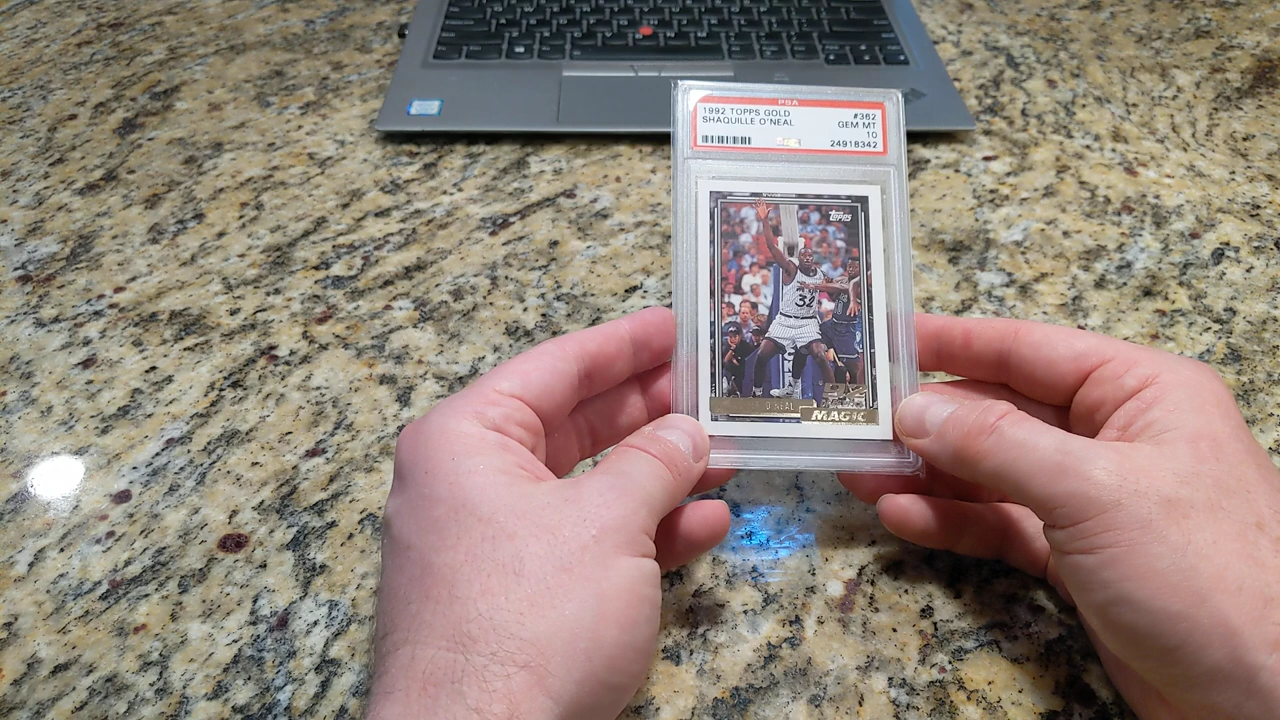 PSA
1992 TOPPS GOLD #362
SHAQUILLE O'NEAL GEM MT
10
24918342
Topps
32
O'NEAL
MAGIC